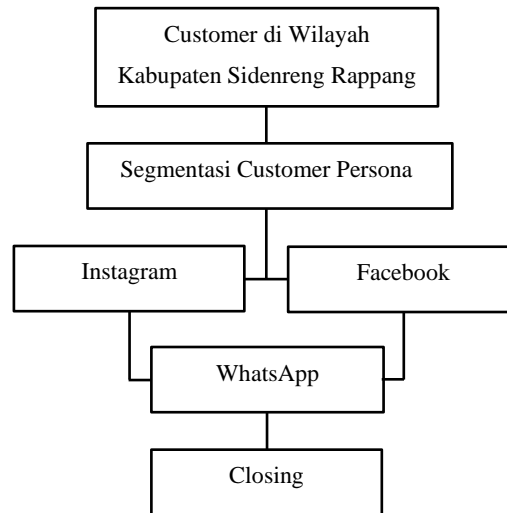 Customer di Wilayah
Kabupaten Sidenreng Rappang
Segmentasi Customer Persona
Instagram
Facebook
WhatsApp
Closing